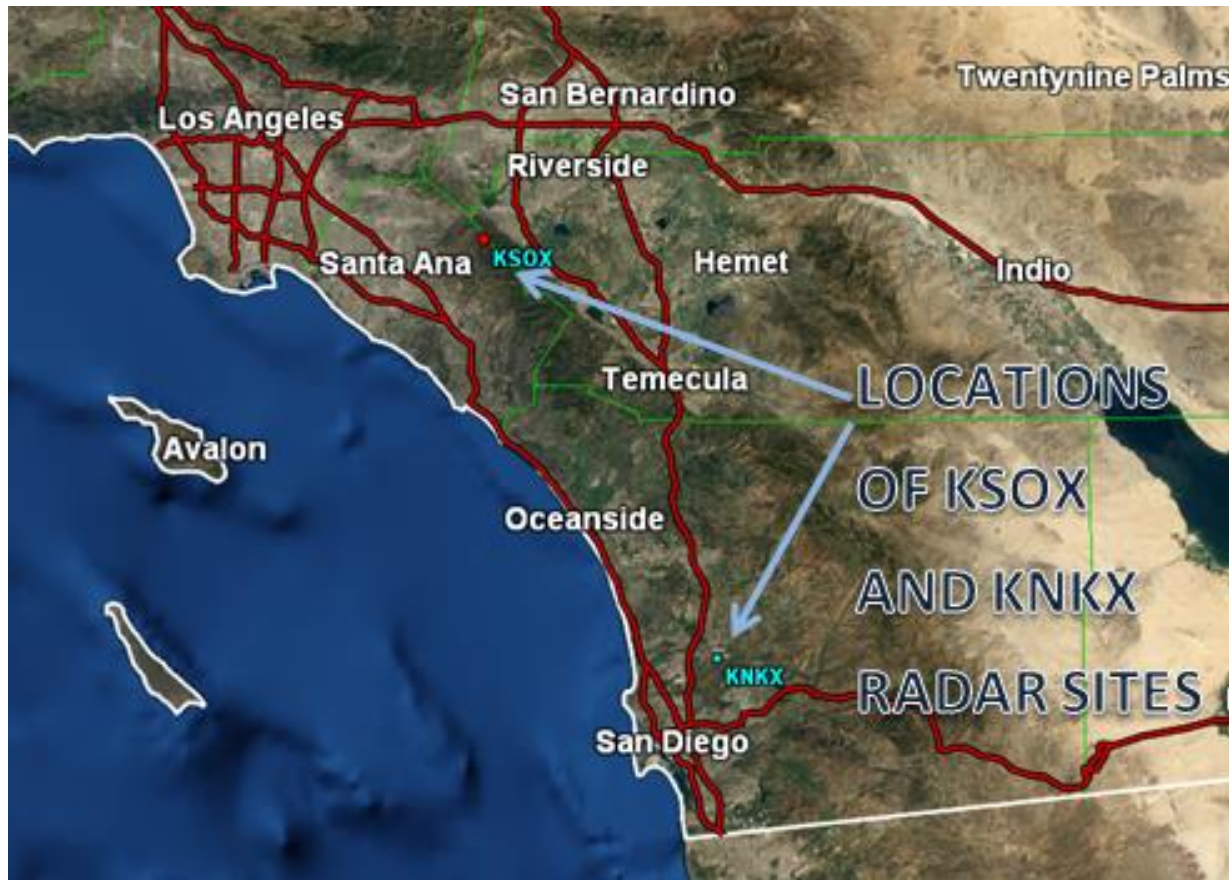 Twentynine Palms
San Bernardino
Los Angeles
Riverside
Santa Ana
KSOX
Hemet
Indio
Temecula
LOCATIONS
OF KSOX
AND KNKX
RADAR SITES
Avalon
Oceanside
KNKX
San Diego